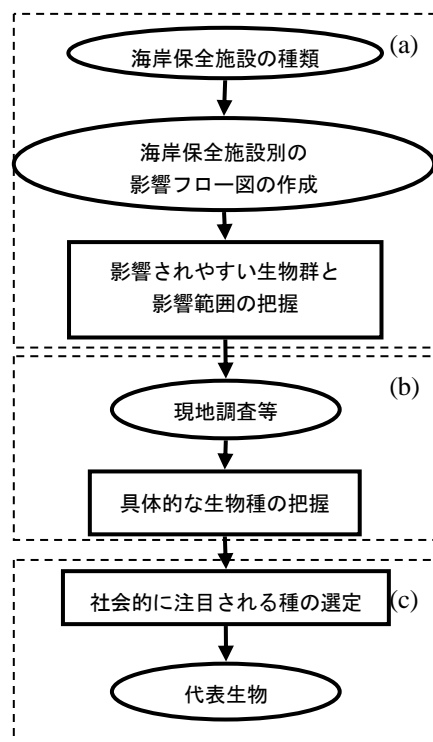 海岸保全施設の種類
(a)
海岸保全施設別の
影響フロー図の作成
影響されやすい生物群と
影響範囲の把握
(b)
現地調査等
具体的な生物種の把握
社会的に注目される種の選定
(c)
代表生物